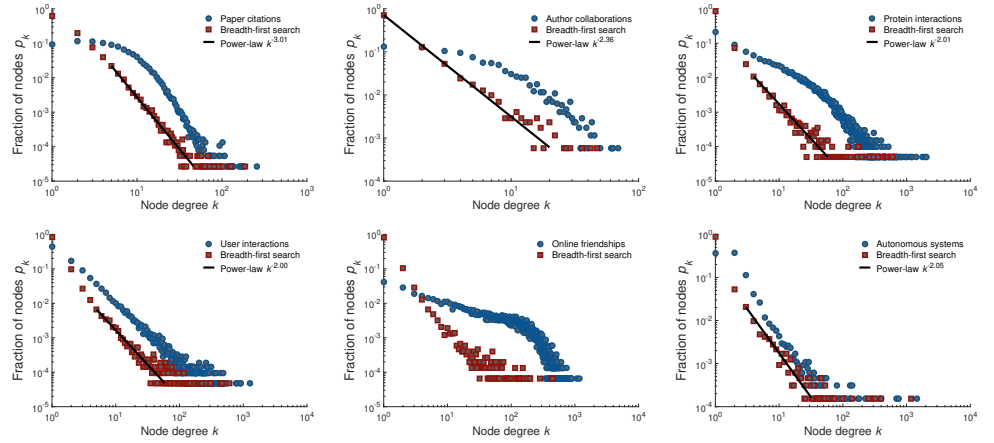 Fraction of nodes p_k
10^0
10^-1
10^-2
10^-3
10^-4
10^-5
Paper citations
Breadth-first search
Power-law k^-3.01
10^0 10^1 10^2 10^3
Node degree k
Fraction of nodes p_k
10^0
10^-1
10^-2
10^-3
10^-4
Author collaborations
Breadth-first search
Power-law k^-2.36
10^0 10^1 10^2
Node degree k
Fraction of nodes p_k
10^0
10^-1
10^-2
10^-3
10^-4
10^-5
Protein interactions
Breadth-first search
Power-law k^-2.01
10^0 10^1 10^2 10^3 10^4
Node degree k
Fraction of nodes p_k
10^0
10^-1
10^-2
10^-3
10^-4
10^-5
User interactions
Breadth-first search
Power-law k^-2.00
10^0 10^1 10^2 10^3 10^4
Node degree k
Fraction of nodes p_k
10^0
10^-1
10^-2
10^-3
10^-4
10^-5
Online friendships
Breadth-first search
10^0 10^1 10^2 10^3 10^4
Node degree k
Fraction of nodes p_k
10^0
10^-1
10^-2
10^-3
10^-4
Autonomous systems
Breadth-first search
Power-law k^-2.05
10^0 10^1 10^2 10^3 10^4
Node degree k